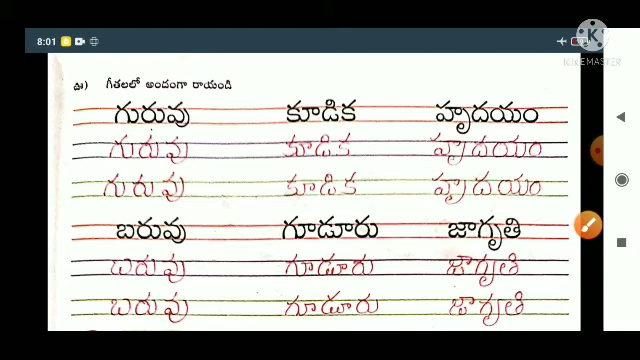 8:01
KINEMASTER
ఊ) గీతలలో అందంగా రాయండి
గురువు కూడిక హృదయం
గురువు కూడిక హృదయం
గురువు కూడిక హృదయం
బరువు గూడూరు జాగృతి
బరువు గూడూరు జాగృతి
బరువు గూడూరు జాగృతి